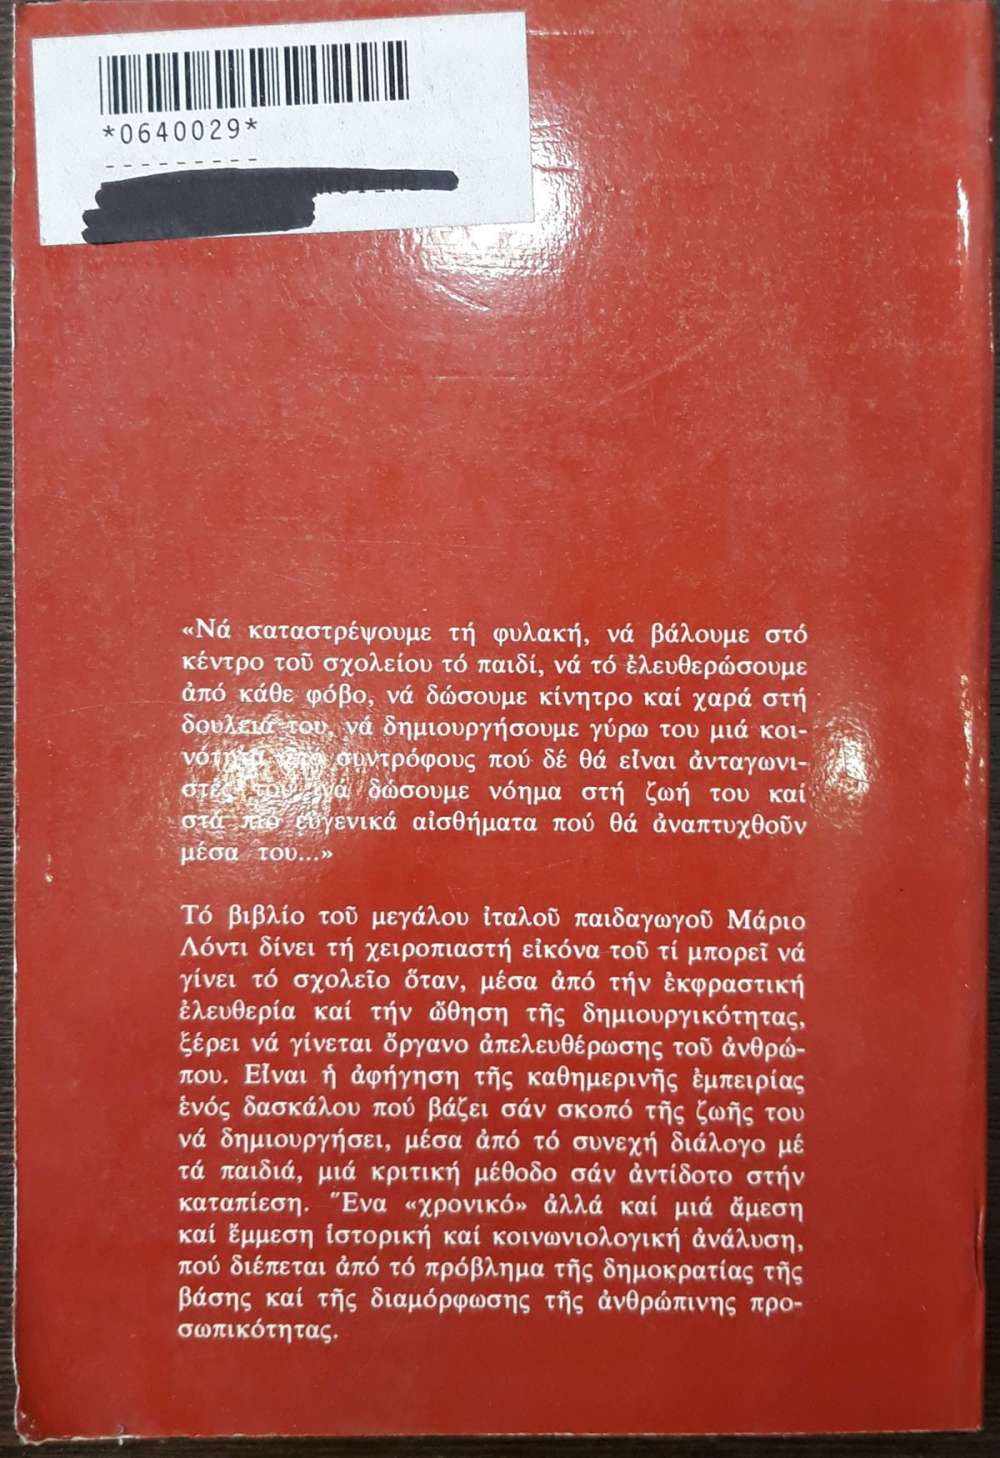 *0640029*
---------
«Νά καταστρέψουμε τή φυλακή, νά βάλουμε στό
κέντρο τοῦ σχολείου τό παιδί, νά τό ἐλευθερώσουμε
ἀπό κάθε φόβο, νά δώσουμε κίνητρο καί χαρά στή
δουλειά του, νά δημιουργήσουμε γύρω του μιά κοι-
νότητα συντρόφους πού δέ θά εἶναι ἀνταγωνι-
στές του, νά δώσουμε νόημα στή ζωή του καί
στά πιό εὐγενικά αἰσθήματα πού θά ἀναπτυχθοῦν
μέσα του...»
Τό βιβλίο τοῦ μεγάλου ἰταλοῦ παιδαγωγοῦ Μάριο
Λόντι δίνει τή χειροπιαστή εἰκόνα τοῦ τί μπορεῖ νά
γίνει τό σχολεῖο ὅταν, μέσα ἀπό τήν ἐκφραστική
ἐλευθερία καί τήν ὤθηση τῆς δημιουργικότητας,
ξέρει νά γίνεται ὄργανο ἀπελευθέρωσης τοῦ ἀνθρώ-
που. Εἶναι ἡ ἀφήγηση τῆς καθημερινῆς ἐμπειρίας
ἑνός δασκάλου πού βάζει σάν σκοπό τῆς ζωῆς του
νά δημιουργήσει, μέσα ἀπό τό συνεχή διάλογο μέ
τά παιδιά, μιά κριτική μέθοδο σάν ἀντίδοτο στήν
καταπίεση. Ἕνα «χρονικό» ἀλλά καί μιά ἄμεση
καί ἔμμεση ἱστορική καί κοινωνιολογική ἀνάλυση,
πού διέπεται ἀπό τό πρόβλημα τῆς δημοκρατίας τῆς
βάσης καί τῆς διαμόρφωσης τῆς ἀνθρώπινης προ-
σωπικότητας.